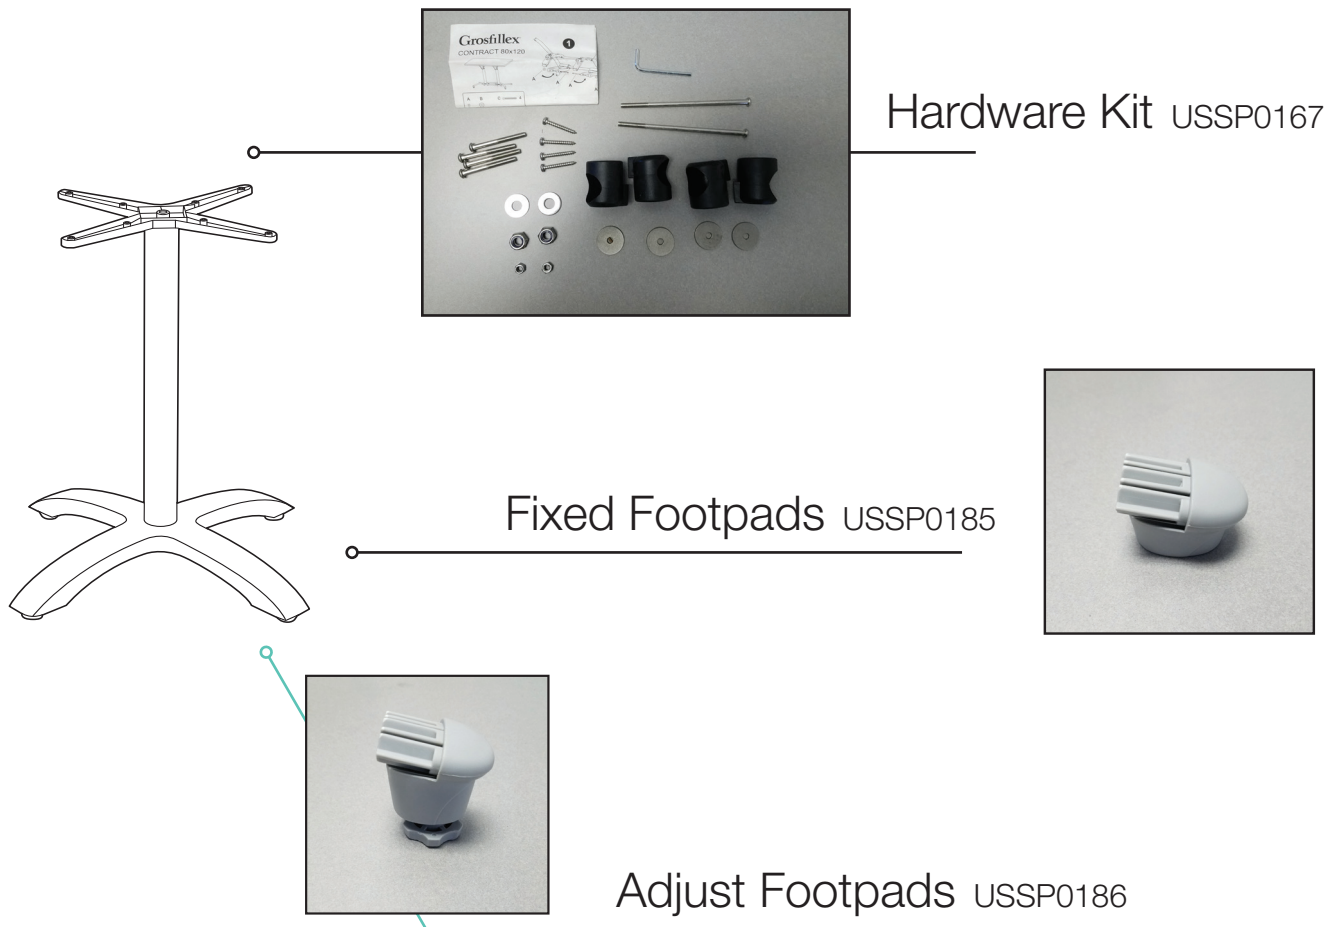 Grosfillex
CONTRACT 80x120
1
A A A
A B
Hardware Kit USSP0167
Fixed Footpads USSP0185
Adjust Footpads USSP0186